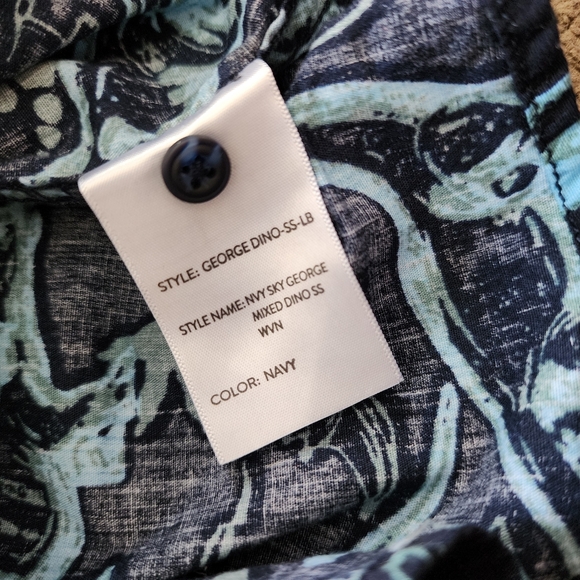 STYLE: GEORGE DINO-SS-LB
STYLE NAME: NVY SKY GEORGE
MIXED DINO SS
WVN
COLOR: NAVY